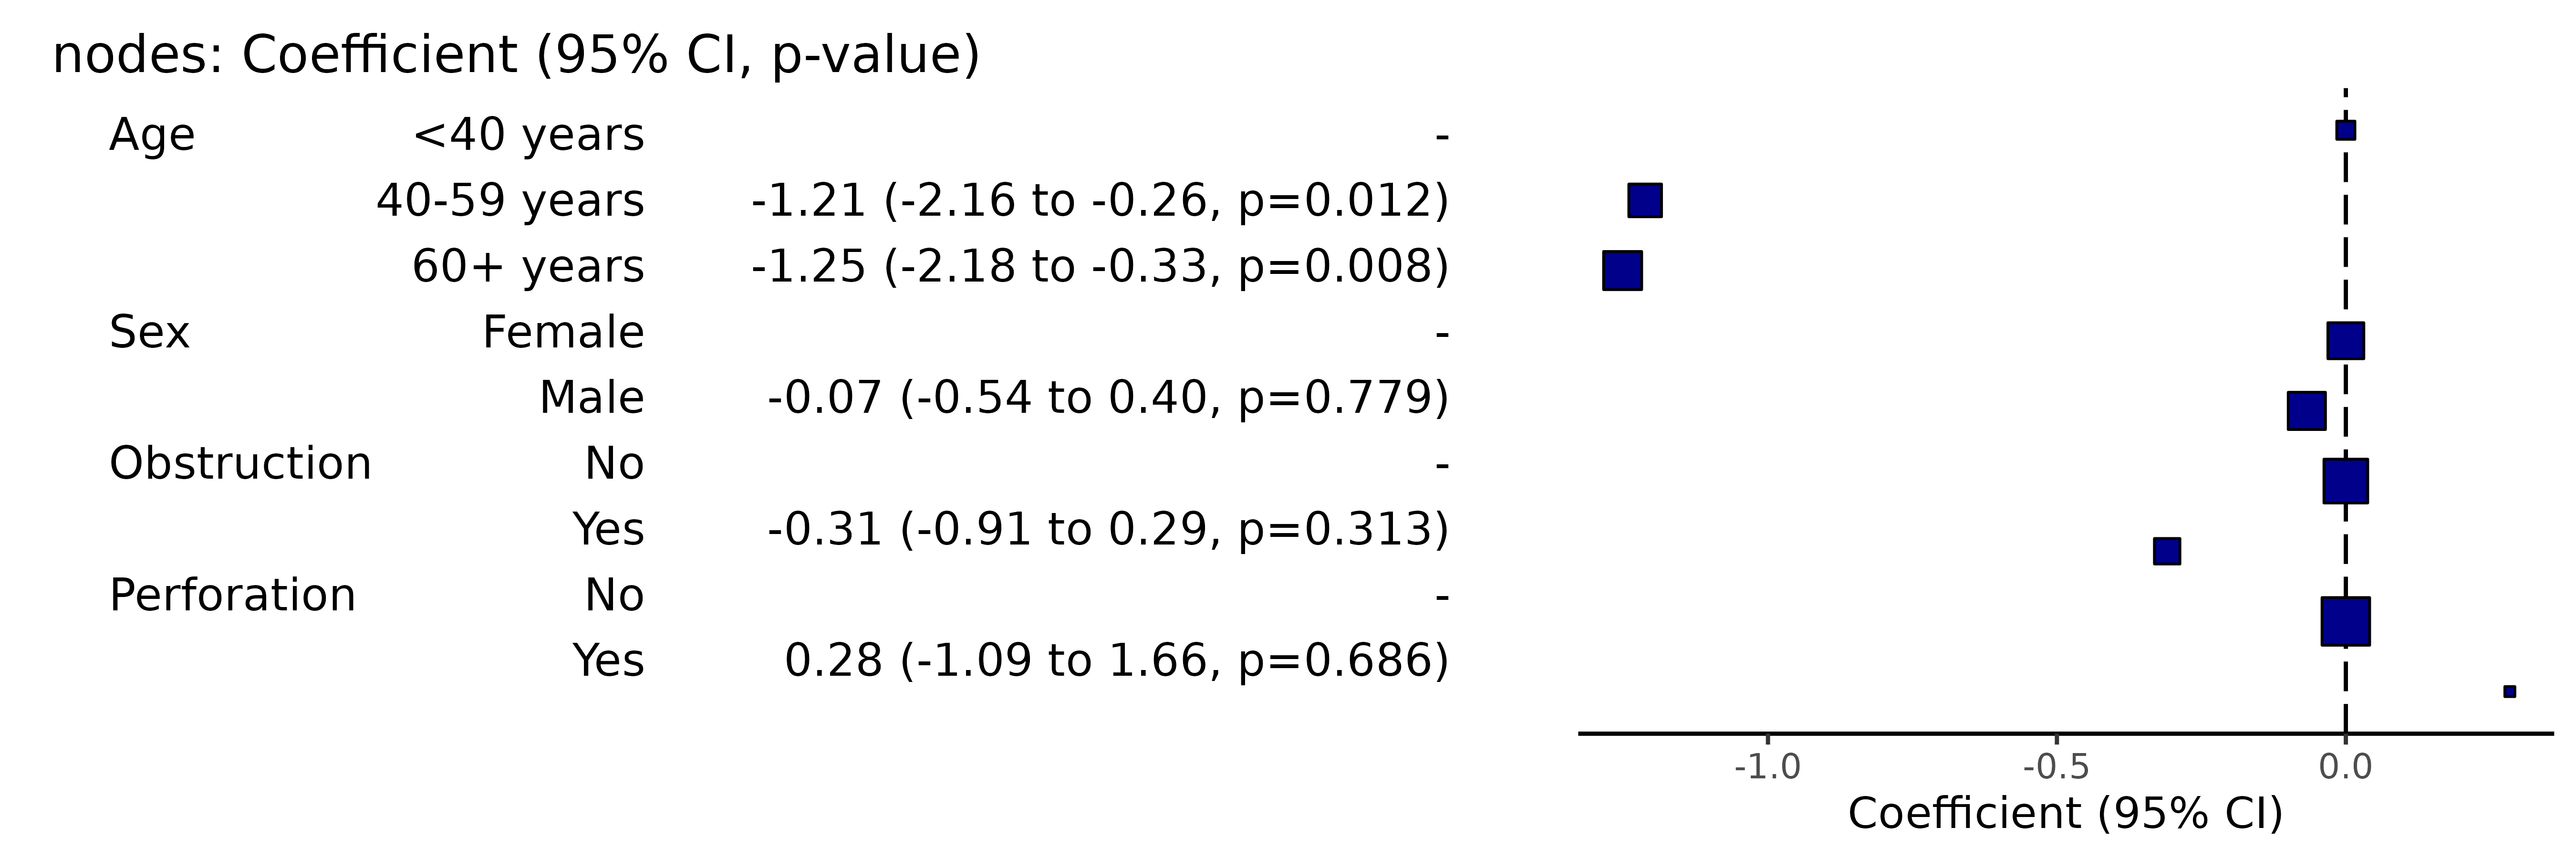 nodes: Coefficient (95% CI, p-value)
Age <40 years -
40-59 years -1.21 (-2.16 to -0.26, p=0.012)
60+ years -1.25 (-2.18 to -0.33, p=0.008)
Sex Female -
Male -0.07 (-0.54 to 0.40, p=0.779)
Obstruction No -
Yes -0.31 (-0.91 to 0.29, p=0.313)
Perforation No -
Yes 0.28 (-1.09 to 1.66, p=0.686)
-1.0 -0.5 0.0
Coefficient (95% CI)